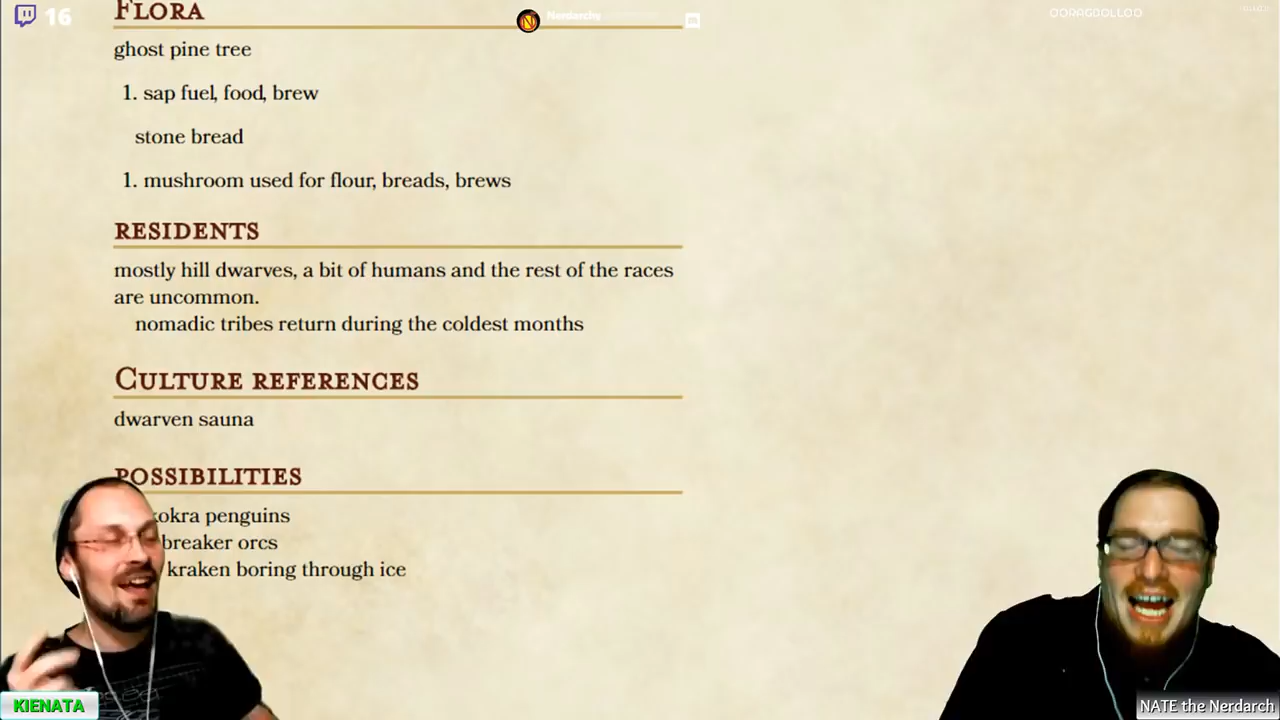 16
Nerdarchy
OORAGDOLLOO
FLORA
ghost pine tree
1. sap fuel, food, brew
stone bread
1. mushroom used for flour, breads, brews
RESIDENTS
mostly hill dwarves, a bit of humans and the rest of the races
are uncommon.
nomadic tribes return during the coldest months
CULTURE REFERENCES
dwarven sauna
POSSIBILITIES
kokra penguins
breaker orcs
kraken boring through ice
KIENATA
NATE the Nerdarch